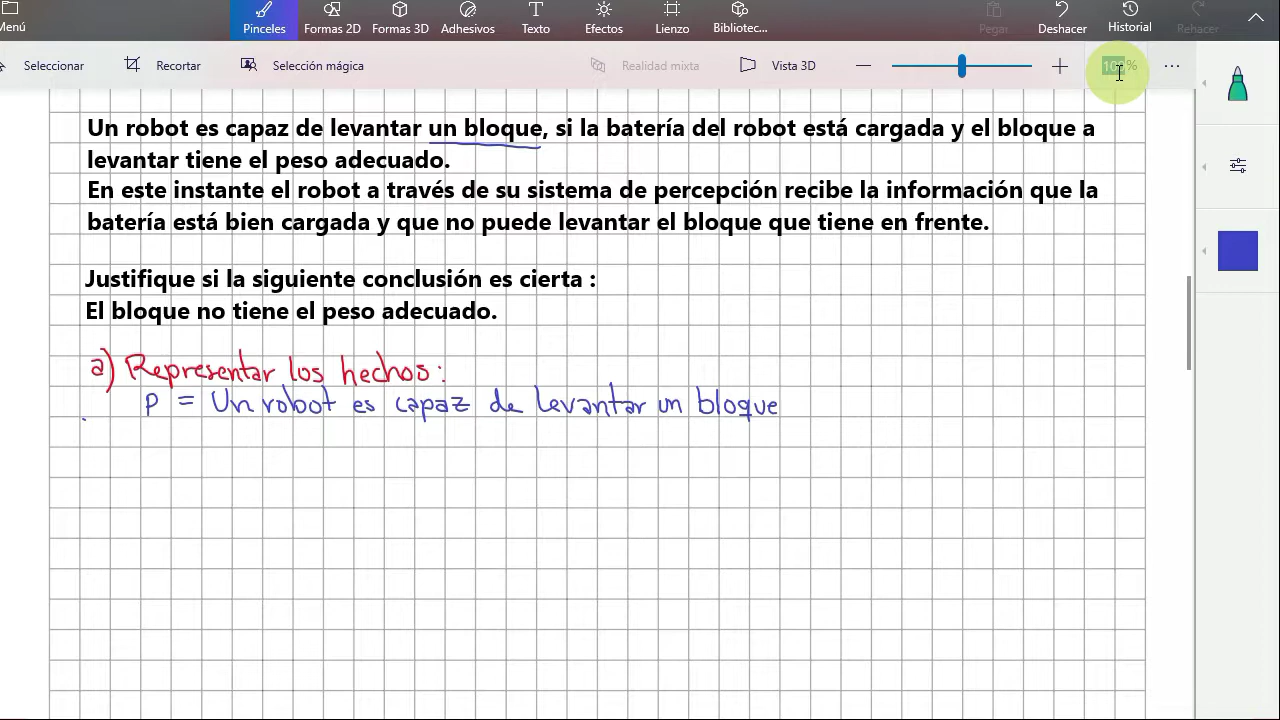 Menú
Pinceles
Formas 2D
Formas 3D
Adhesivos
Texto
Efectos
Lienzo
Bibliotec...
Pegar
Deshacer
Historial
Rehacer
Seleccionar
Recortar
Selección mágica
Realidad mixta
Vista 3D
Un robot es capaz de levantar un bloque, si la batería del robot está cargada y el bloque a
levantar tiene el peso adecuado.
En este instante el robot a través de su sistema de percepción recibe la información que la
batería está bien cargada y que no puede levantar el bloque que tiene en frente.
Justifique si la siguiente conclusión es cierta :
El bloque no tiene el peso adecuado.
a) Representar los hechos:
P = Un robot es capaz de levantar un bloque